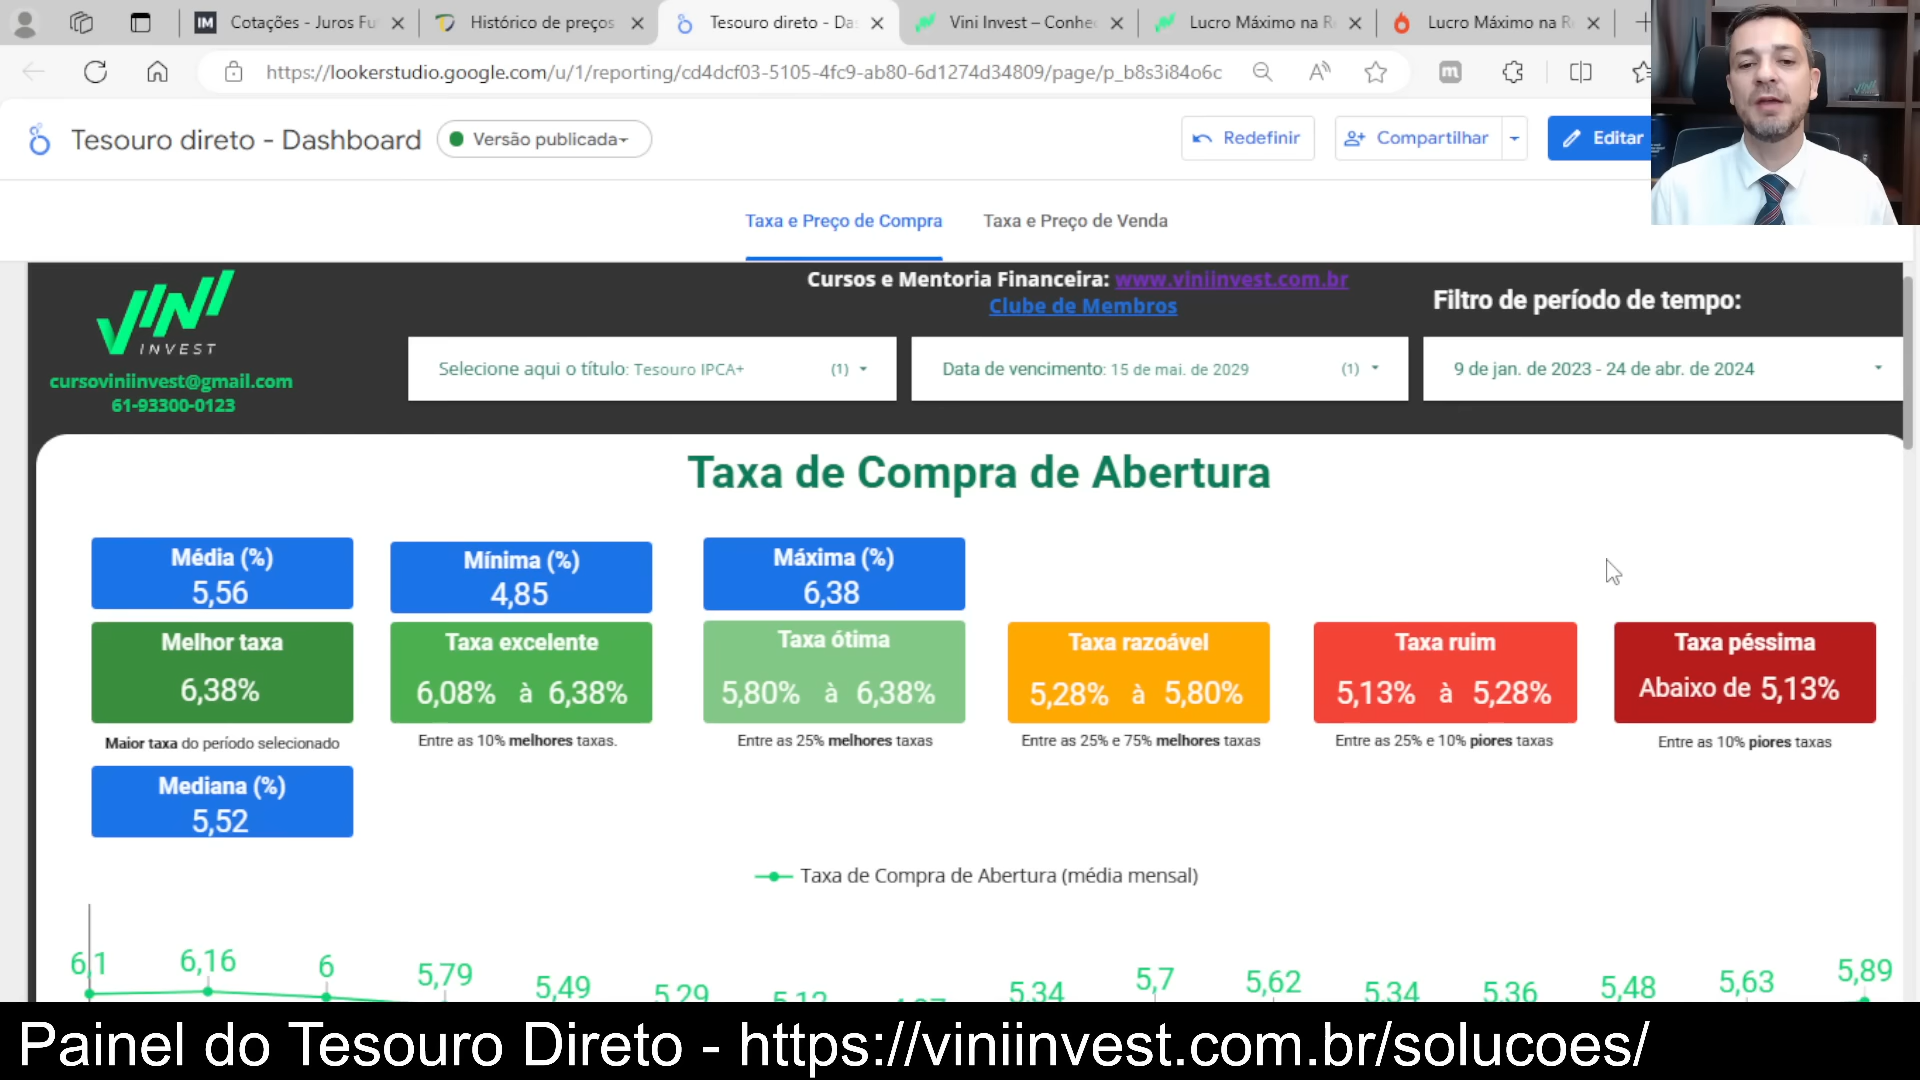 IM Cotações - Juros Fu
Histórico de preços
Tesouro direto - Da
Vini Invest – Conhe
Lucro Máximo na R
Lucro Máximo na R
https://lookerstudio.google.com/u/1/reporting/cd4dcf03-5105-4fc9-ab80-6d1274d34809/page/p_b8s3i84o6c
Tesouro direto - Dashboard
Versão publicada
Redefinir
Compartilhar
Editar
Taxa e Preço de Compra
Taxa e Preço de Venda
VINI
INVEST
cursoviniinvest@gmail.com
61-93300-0123
Cursos e Mentoria Financeira: www.viniinvest.com.br
Clube de Membros
Filtro de período de tempo:
Selecione aqui o título: Tesouro IPCA+ (1)
Data de vencimento: 15 de mai. de 2029 (1)
9 de jan. de 2023 - 24 de abr. de 2024
Taxa de Compra de Abertura
Média (%)
5,56
Mínima (%)
4,85
Máxima (%)
6,38
Melhor taxa
6,38%
Maior taxa do período selecionado
Taxa excelente
6,08% à 6,38%
Entre as 10% melhores taxas.
Taxa ótima
5,80% à 6,38%
Entre as 25% melhores taxas
Taxa razoável
5,28% à 5,80%
Entre as 25% e 75% melhores taxas
Taxa ruim
5,13% à 5,28%
Entre as 25% e 10% piores taxas
Taxa péssima
Abaixo de 5,13%
Entre as 10% piores taxas
Mediana (%)
5,52
Taxa de Compra de Abertura (média mensal)
6,1 6,16 6 5,79 5,49 5,29 5,34 5,7 5,62 5,34 5,36 5,48 5,63 5,89
Painel do Tesouro Direto - https://viniinvest.com.br/solucoes/